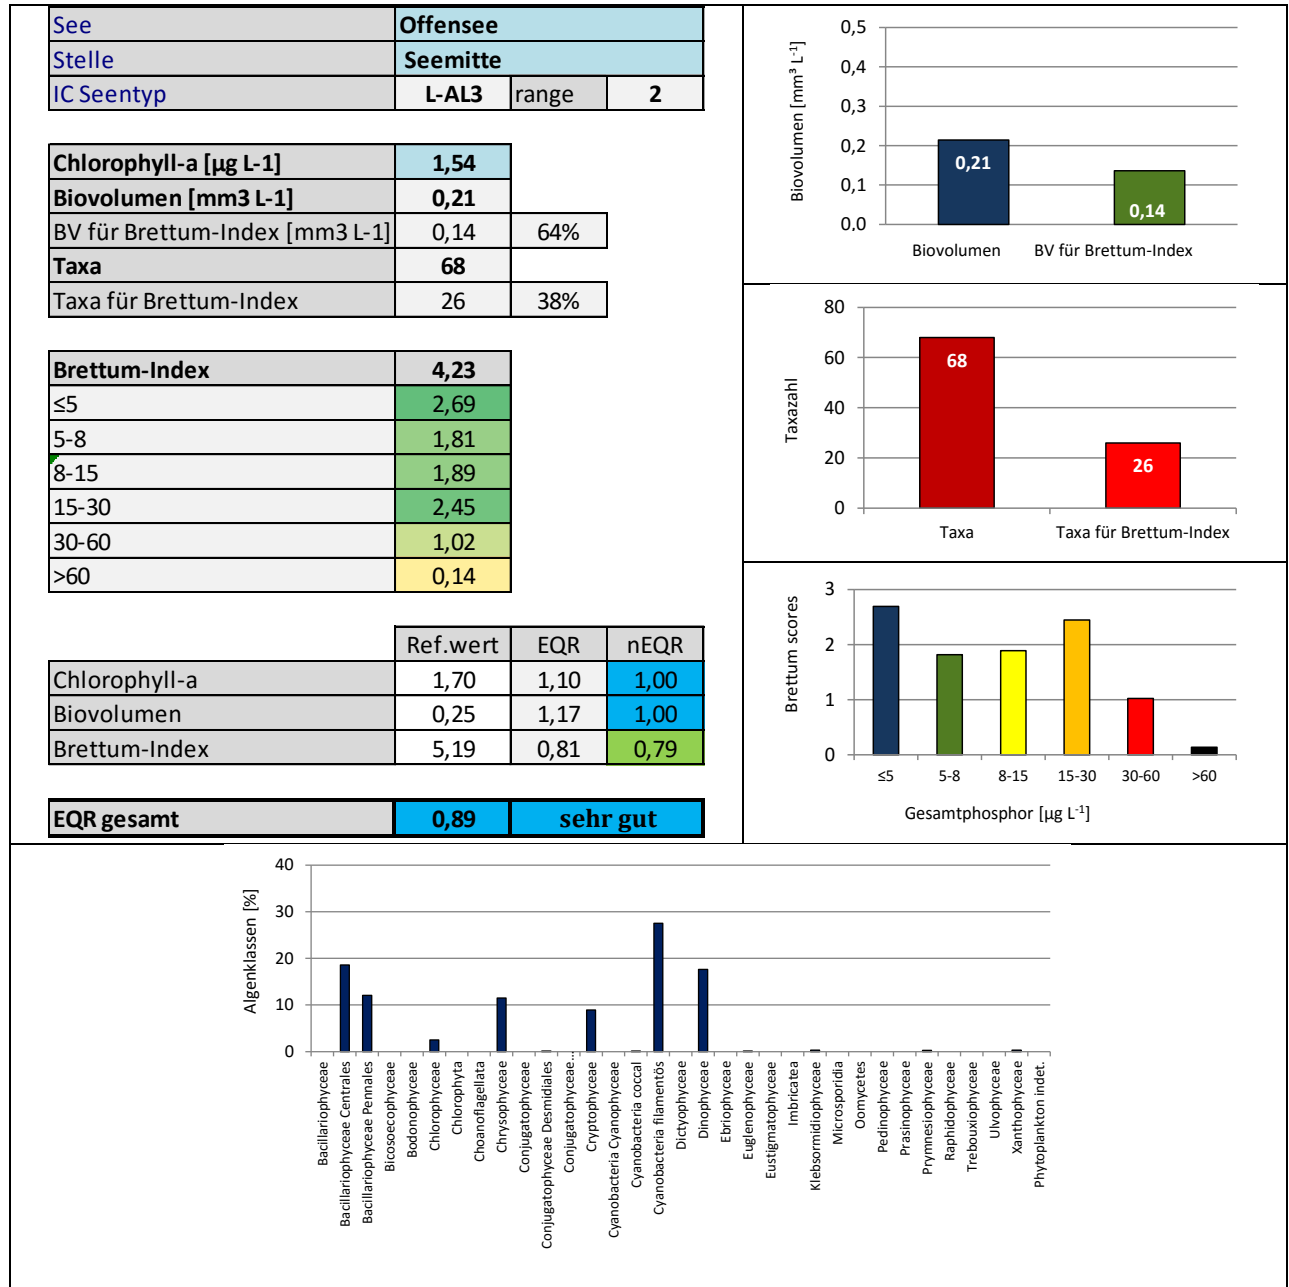 See Offensee
Stelle Seemitte
IC Seentyp L-AL3 range 2
Chlorophyll-a [µg L-1] 1,54
Biovolumen [mm3 L-1] 0,21
BV für Brettum-Index [mm3 L-1] 0,14 64%
Taxa 68
Taxa für Brettum-Index 26 38%
Brettum-Index 4,23
≤5 2,69
5-8 1,81
8-15 1,89
15-30 2,45
30-60 1,02
>60 0,14
Ref.wert EQR nEQR
Chlorophyll-a 1,70 1,10 1,00
Biovolumen 0,25 1,17 1,00
Brettum-Index 5,19 0,81 0,79
EQR gesamt 0,89 sehr gut
Biovolumen [mm³ L-1]
0,5
0,4
0,3
0,2
0,1
0,0
0,21
0,14
Biovolumen BV für Brettum-Index
Taxazahl
80
60
40
20
0
68
26
Taxa Taxa für Brettum-Index
Brettum scores
3
2
1
0
≤5 5-8 8-15 15-30 30-60 >60
Gesamtphosphor [µg L-1]
Algenklassen [%]
40
30
20
10
0
Bacillariophyceae
Bacillariophyceae Centrales
Bacillariophyceae Pennales
Bicosoecophyceae
Bodonophyceae
Chlorophyceae
Chlorophyta
Choanoflagellata
Chrysophyceae
Conjugatophyceae
Conjugatophyceae Desmidiales
Conjugatophyceae...
Cryptophyceae
Cyanobacteria Cyanophyceae
Cyanobacteria coccal
Cyanobacteria filamentös
Dictyophyceae
Dinophyceae
Ebriophyceae
Euglenophyceae
Eustigmatophyceae
Imbricatea
Klebsormidiophyceae
Microsporidia
Oomycetes
Pedinophyceae
Prasinophyceae
Prymnesiophyceae
Raphidophyceae
Trebouxiophyceae
Ulvophyceae
Xanthophyceae
Phytoplankton indet.